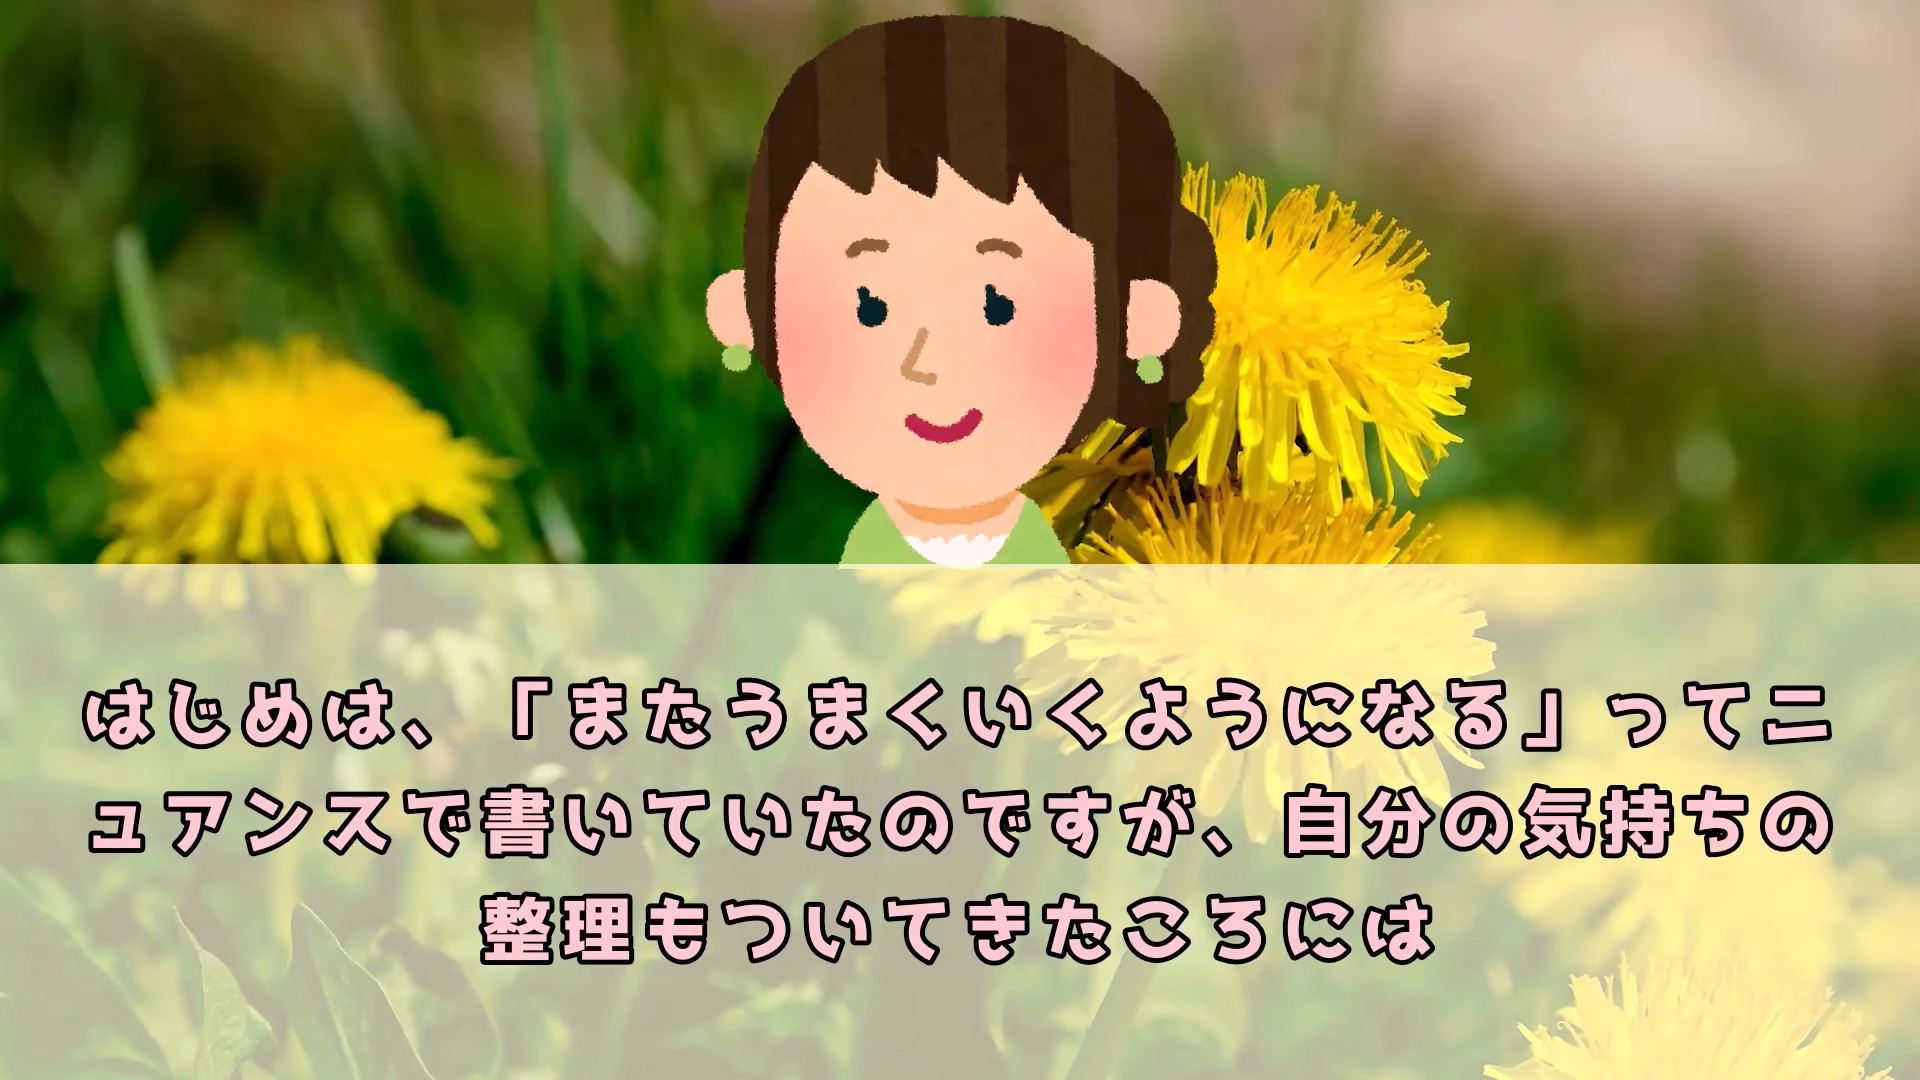 はじめは、「またうまくいくようになる」ってニ
ュアンスで書いていたのですが、自分の気持ちの
整理もついてきたころには